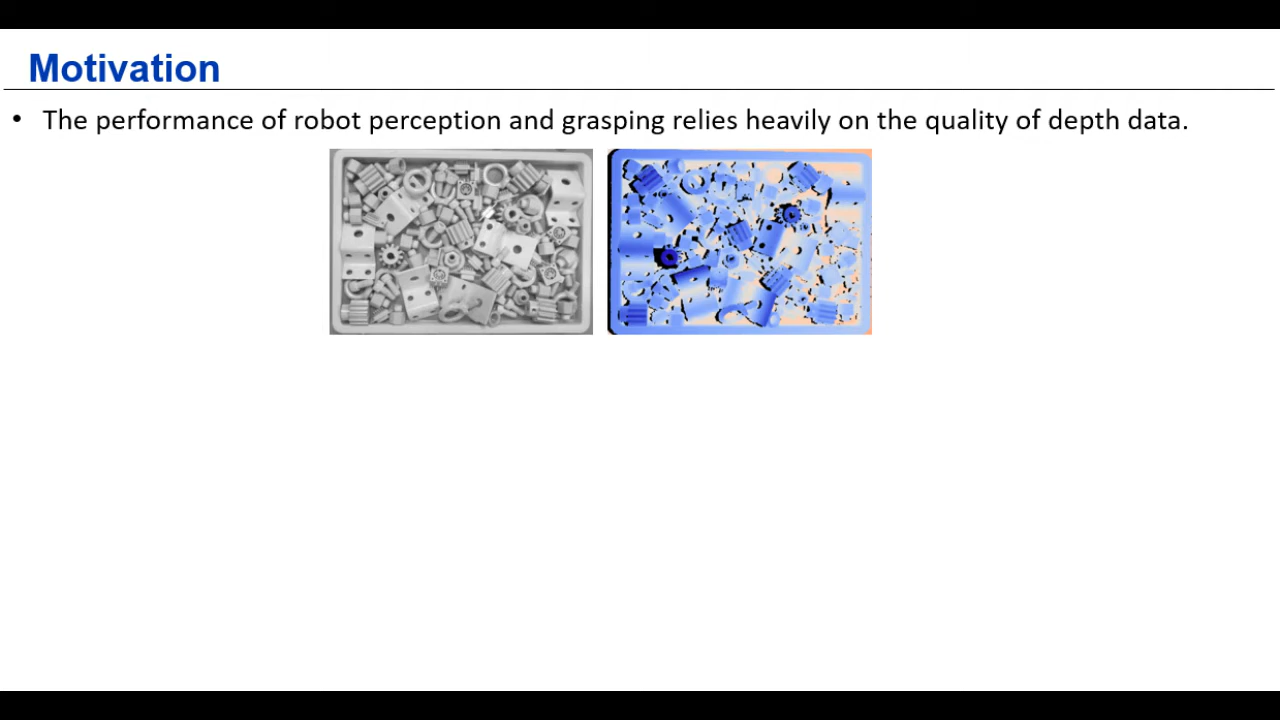 Motivation
• The performance of robot perception and grasping relies heavily on the quality of depth data.